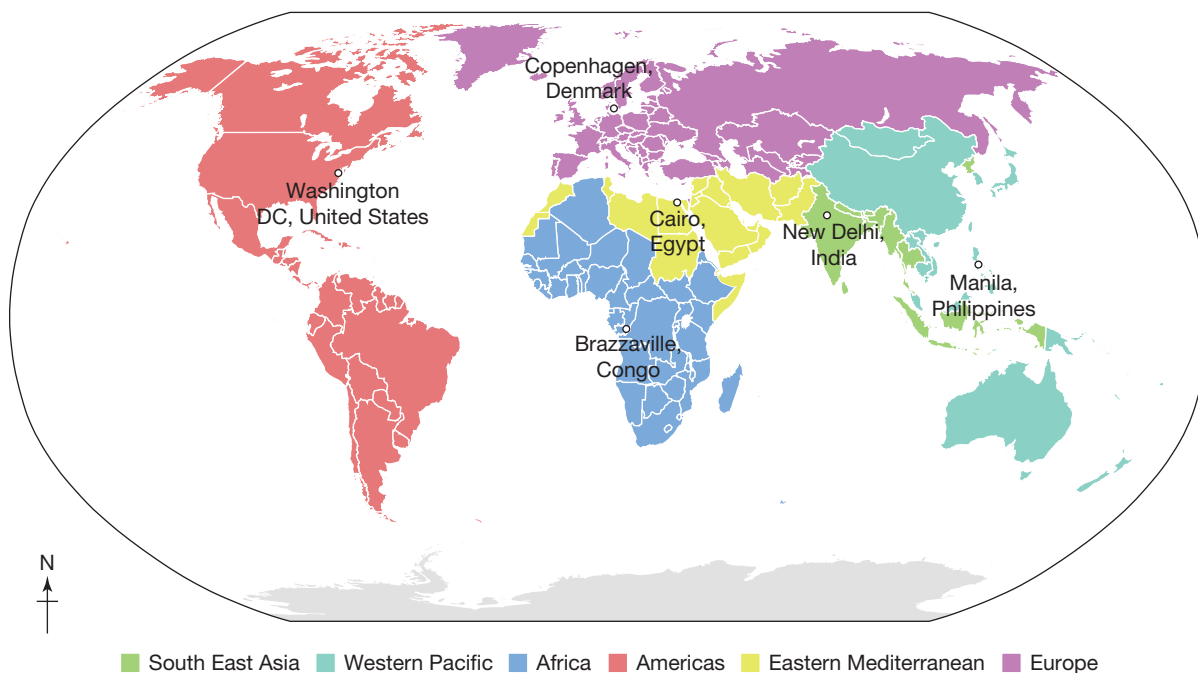 Copenhagen,
Denmark
Washington
DC, United States
Cairo,
Egypt
New Delhi,
India
Manila,
Philippines
Brazzaville,
Congo
N
South East Asia
Western Pacific
Africa
Americas
Eastern Mediterranean
Europe